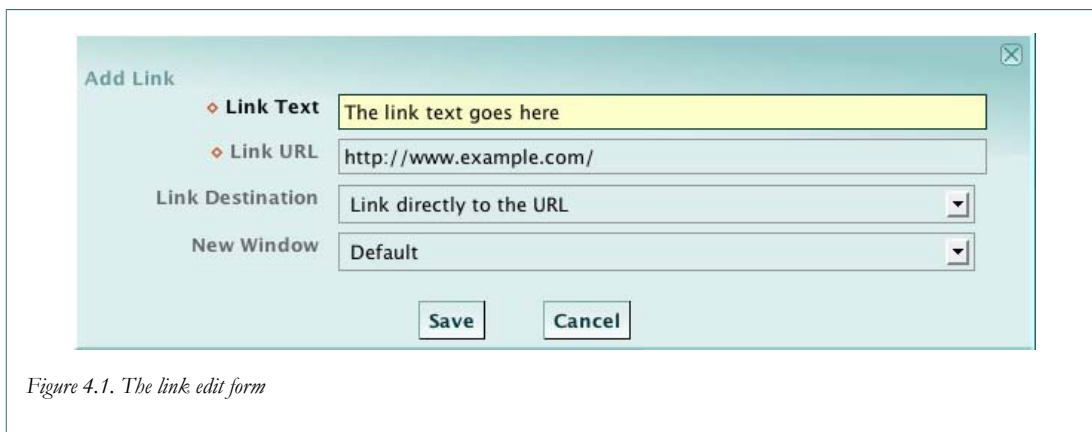 Add Link
Link Text The link text goes here
Link URL http://www.example.com/
Link Destination Link directly to the URL
New Window Default
Save Cancel
Figure 4.1. The link edit form